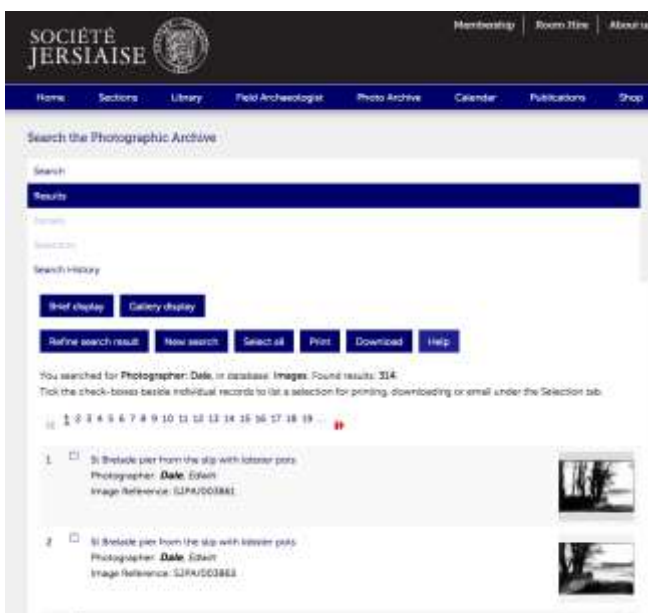 SOCIÉTÉ
JERSIAISE
Membership | Room Hire | About u
Home Sections Library Field Archaeologist Photo Archive Calendar Publications Shop
Search the Photographic Archive
Search
Results
Details
Selection
Search History
Brief display Gallery display
Refine search result New search Select all Print Download Help
You searched for Photographer: Dale, in database: Images. Found results: 314.
Tick the check-boxes beside individual records to list a selection for printing, downloading or email under the Selection tab.
1 2 3 4 5 6 7 8 9 10 11 12 13 14 15 16 17 18 19 ...
1 St Brelade pier from the slip with lobster pots
Photographer: Dale, Edwin
Image Reference: SJPA/003861
2 St Brelade pier from the slip with lobster pots
Photographer: Dale, Edwin
Image Reference: